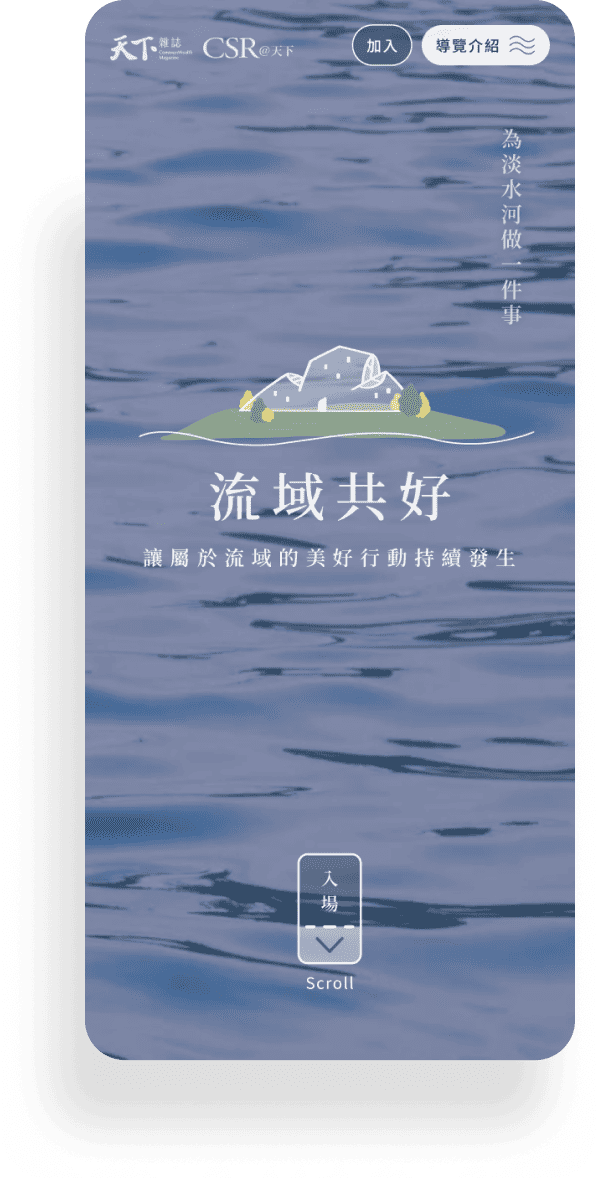 天下雜誌
CommonWealth
Magazine
CSR@天下
加入
導覽介紹
為淡水河做一件事
流域共好
讓屬於流域的美好行動持續發生
入場
Scroll